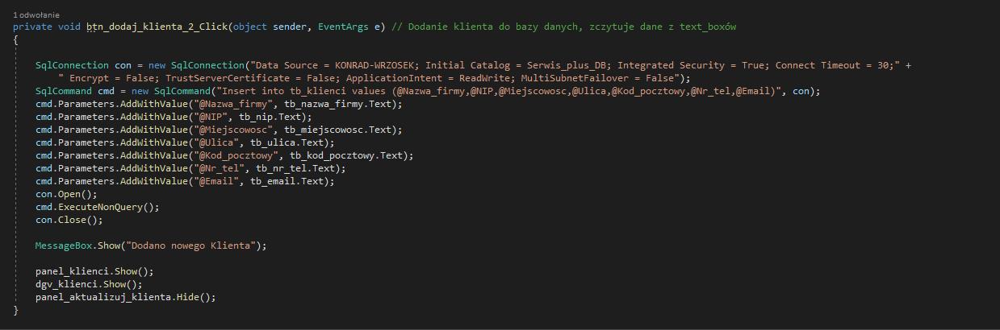 1 odwołanie
private void btn_dodaj_klienta_2_Click(object sender, EventArgs e) // Dodanie klienta do bazy danych, zczytuje dane z text_boxów
{
SqlConnection con = new SqlConnection("Data Source = KONRAD-WRZOSEK; Initial Catalog = Serwis_plus_DB; Integrated Security = True; Connect Timeout = 30;" +
" Encrypt = False; TrustServerCertificate = False; ApplicationIntent = ReadWrite; MultiSubnetFailover = False");
SqlCommand cmd = new SqlCommand("Insert into tb_klienci values (@Nazwa_firmy,@NIP,@Miejscowosc,@Ulica,@Kod_pocztowy,@Nr_tel,@Email)", con);
cmd.Parameters.AddWithValue("@Nazwa_firmy", tb_nazwa_firmy.Text);
cmd.Parameters.AddWithValue("@NIP", tb_nip.Text);
cmd.Parameters.AddWithValue("@Miejscowosc", tb_miejscowosc.Text);
cmd.Parameters.AddWithValue("@Ulica", tb_ulica.Text);
cmd.Parameters.AddWithValue("@Kod_pocztowy", tb_kod_pocztowy.Text);
cmd.Parameters.AddWithValue("@Nr_tel", tb_nr_tel.Text);
cmd.Parameters.AddWithValue("@Email", tb_email.Text);
con.Open();
cmd.ExecuteNonQuery();
con.Close();
MessageBox.Show("Dodano nowego Klienta");
panel_klienci.Show();
dgv_klienci.Show();
panel_aktualizuj_klienta.Hide();
}